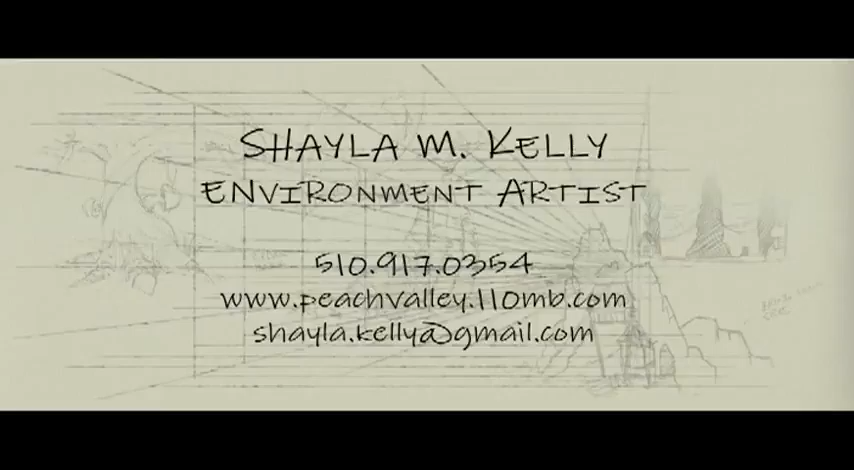 Shayla M. Kelly
Environment Artist
510.917.0354
www.peachvalley.110mb.com
shayla.kelly@gmail.com